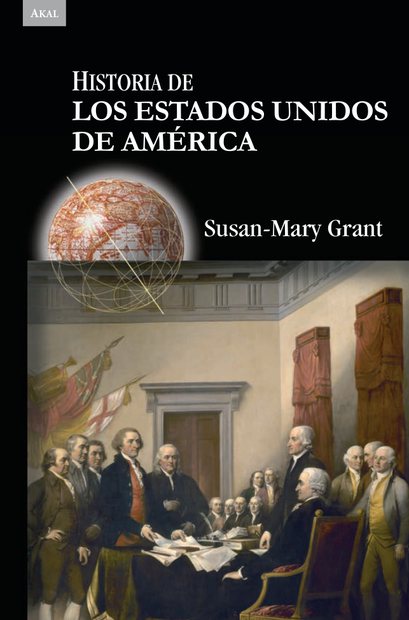 AKAL
HISTORIA DE
LOS ESTADOS UNIDOS
DE AMÉRICA
Susan-Mary Grant